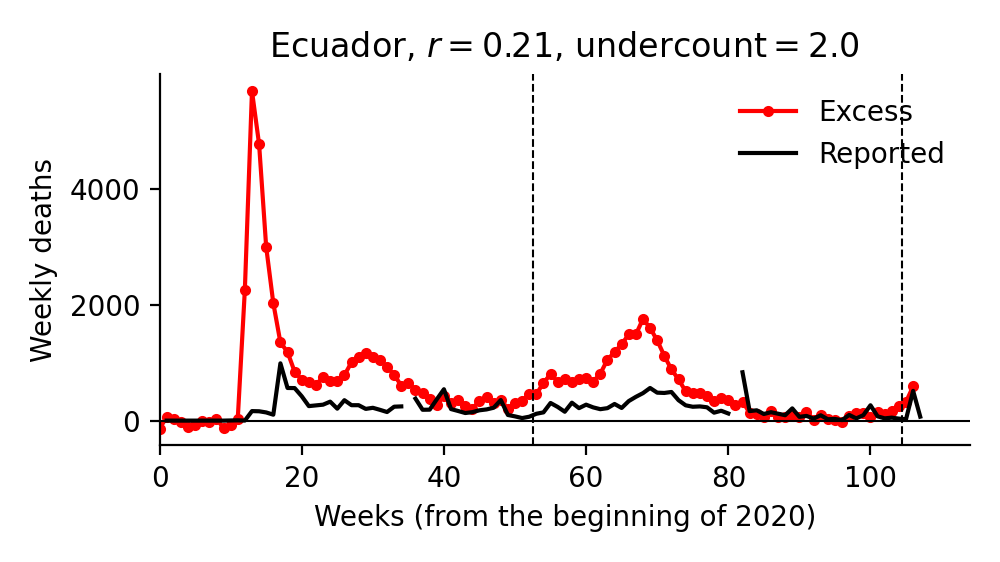 Ecuador, r = 0.21, undercount = 2.0
Excess
Reported
Weekly deaths
4000
2000
0
0 20 40 60 80 100
Weeks (from the beginning of 2020)